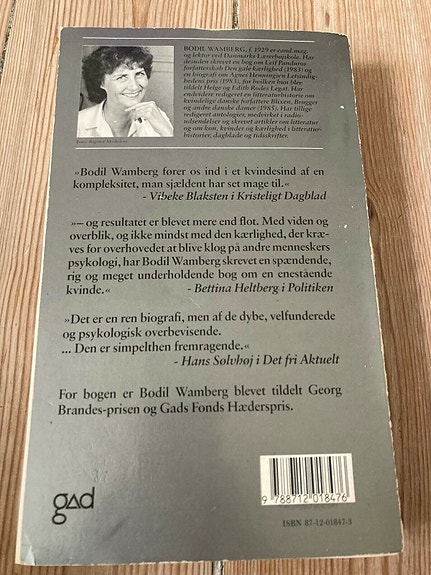 BODIL WAMBERG, f. 1929 er cand.mag.
og lektor ved Danmarks Lærerhøjskole. Har
desuden skrevet en bog om Leif Panduros
forfatterskab Den gale kærlighed (1983) og
en biografi om Agnes Henningsen Letsindig-
hedens pris (1983), for hvilken hun blev
tildelt Helge og Edith Rodes Legat. Har
endvidere redigeret en litteraturhistorie om
kvindelige danske forfattere Blixen, Brøgger
og andre danske damer (1985). Har tillige
redigeret antologier, medvirket i radio-
udsendelser og skrevet artikler om litteratur
og om køn, kvinder og kærlighed i litteratur-
historier, dagblade og tidsskrifter.
»Bodil Wamberg fører os ind i et kvindesind af en
kompleksitet, man sjældent har set mage til.«
- Vibeke Blaksten i Kristeligt Dagblad
»– og resultatet er blevet mere end flot. Med viden og
overblik, og ikke mindst med den kærlighed, der kræ-
ves for overhovedet at blive klog på andre menneskers
psykologi, har Bodil Wamberg skrevet en spændende,
rig og meget underholdende bog om en enestående
kvinde.« - Bettina Heltberg i Politiken
»Det er en ren biografi, men af de dybe, velfunderede
og psykologisk overbevisende.
... Den er simpelthen fremragende.«
- Hans Sølvhøj i Det fri Aktuelt
For bogen er Bodil Wamberg blevet tildelt Georg
Brandes-prisen og Gads Fonds Hæderspris.
gad
9 788712 018476
ISBN 87-12-01847-3